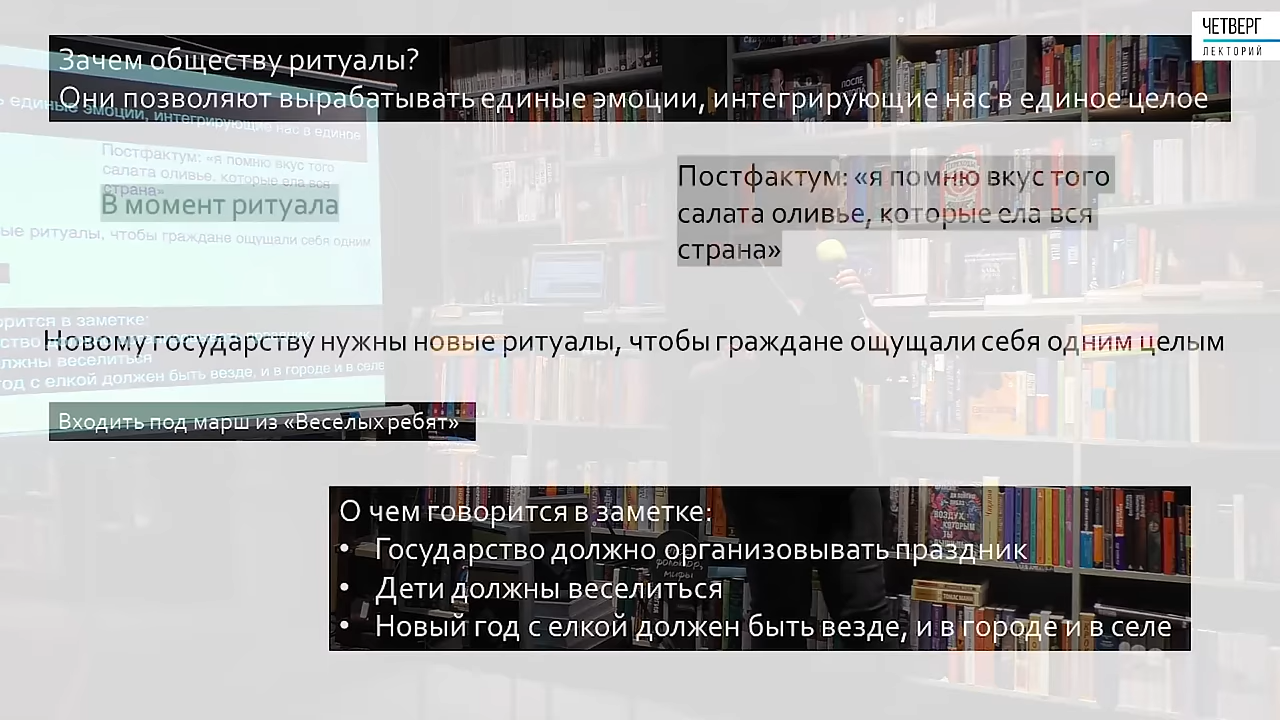 ЧЕТВЕРГ
ЛЕКТОРИЙ
Зачем обществу ритуалы?
Они позволяют вырабатывать единые эмоции, интегрирующие нас в единое целое
Постфактум: «я помню вкус того
салата оливье, которые ела вся
страна»
В момент ритуала
Новому государству нужны новые ритуалы, чтобы граждане ощущали себя одним целым
Входить под марш из «Веселых ребят»
О чем говорится в заметке:
• Государство должно организовывать праздник
• Дети должны веселиться
• Новый год с елкой должен быть везде, и в городе и в селе